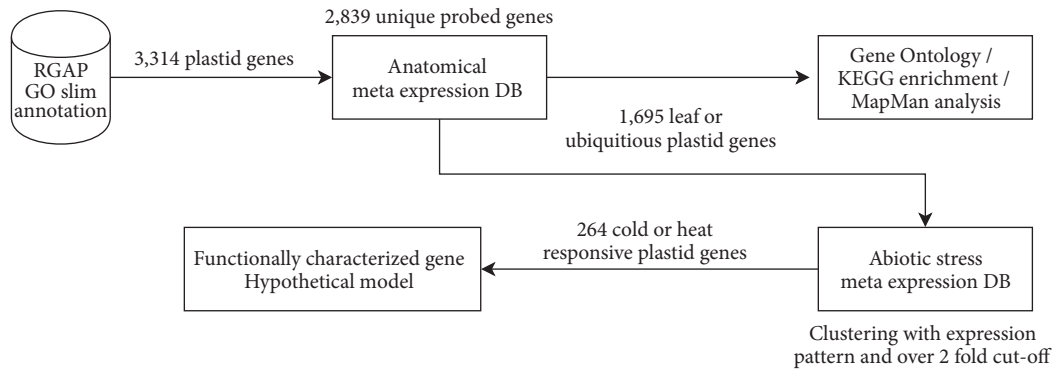 RGAP
GO slim
annotation
3,314 plastid genes
2,839 unique probed genes
Anatomical
meta expression DB
Gene Ontology /
KEGG enrichment /
MapMan analysis
1,695 leaf or
ubiquitious plastid genes
264 cold or heat
responsive plastid genes
Functionally characterized gene
Hypothetical model
Abiotic stress
meta expression DB
Clustering with expression
pattern and over 2 fold cut-off